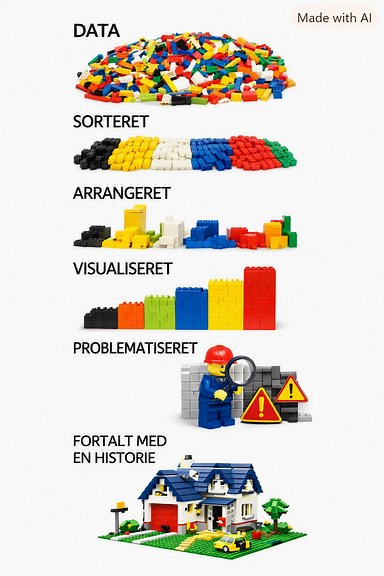 Made with AI
DATA
SORTERET
ARRANGERET
VISUALISERET
PROBLEMATISERET
FORTALT MED
EN HISTORIE